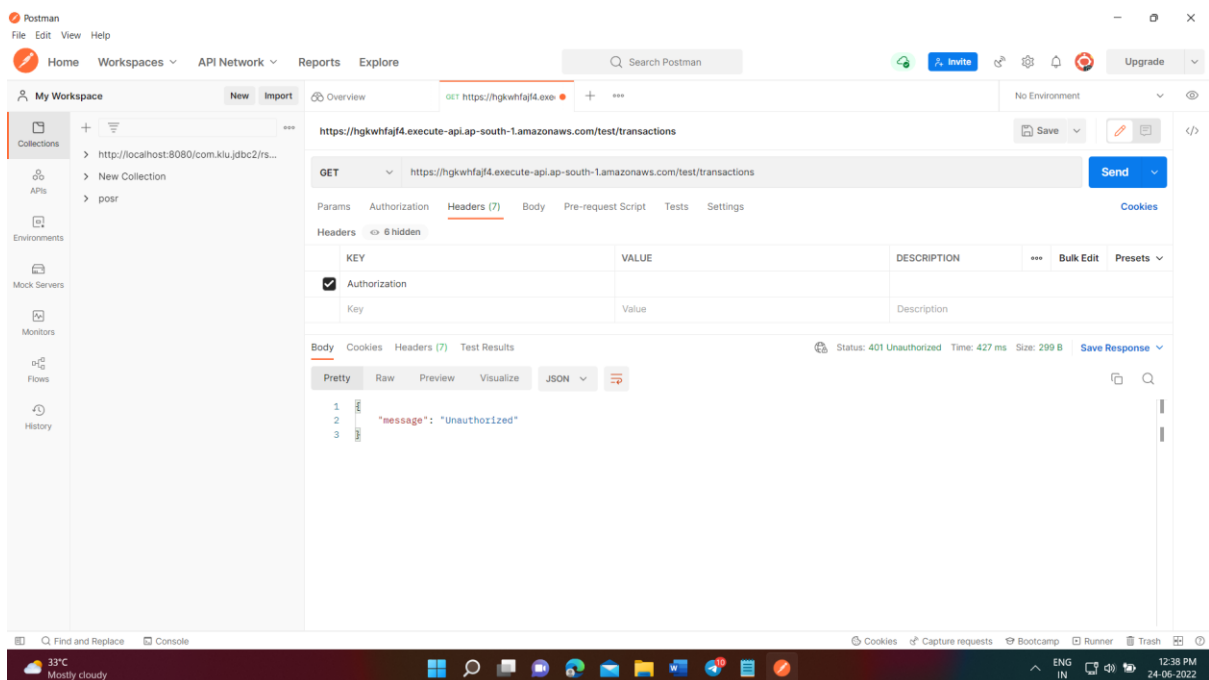 Postman
File Edit View Help
Home Workspaces API Network Reports Explore Search Postman Invite Upgrade
My Workspace New Import Overview GET https://hgkwhfajf4.exe No Environment
Collections
https://hgkwhfajf4.execute-api.ap-south-1.amazonaws.com/test/transactions Save
http://localhost:8080/com.klu.jdbc2/rs...
New Collection
posr
APIs
Environments
Mock Servers
Monitors
Flows
History
GET https://hgkwhfajf4.execute-api.ap-south-1.amazonaws.com/test/transactions Send
Params Authorization Headers (7) Body Pre-request Script Tests Settings Cookies
Headers 6 hidden
KEY VALUE DESCRIPTION Bulk Edit Presets
Authorization
Key Value Description
Body Cookies Headers (7) Test Results Status: 401 Unauthorized Time: 427 ms Size: 299 B Save Response
Pretty Raw Preview Visualize JSON
1 {
2 "message": "Unauthorized"
3 }
Find and Replace Console Cookies Capture requests Bootcamp Runner Trash
33°C
Mostly cloudy
10
ENG
IN
12:38 PM
24-06-2022